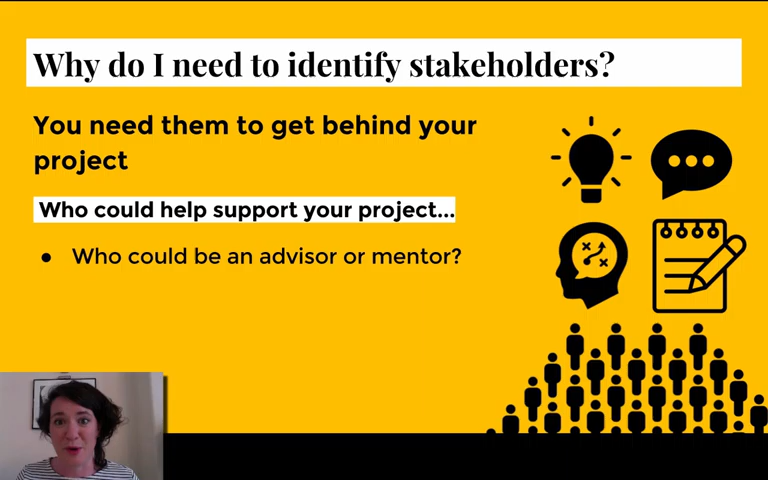 Why do I need to identify stakeholders?
You need them to get behind your
project
Who could help support your project...
● Who could be an advisor or mentor?